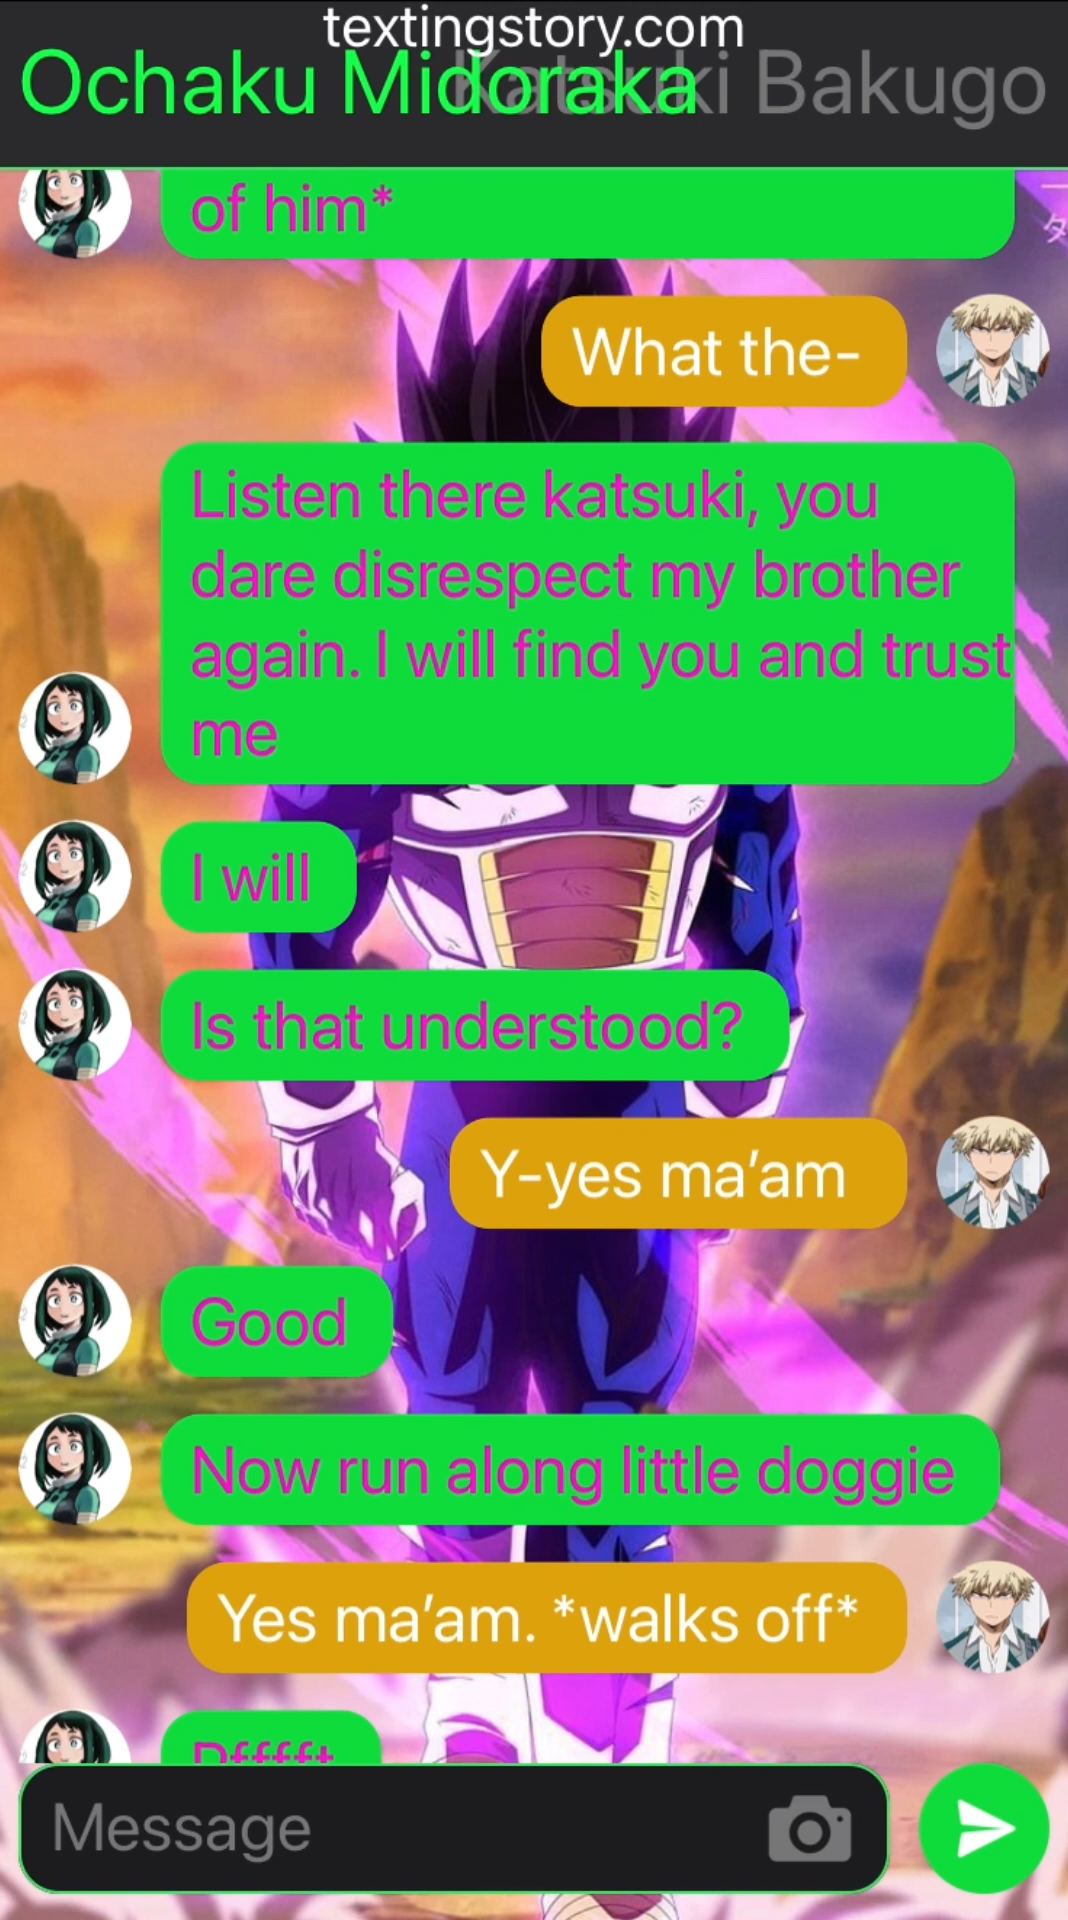 textingstory.com
Ochaku Midoraka
Katsuki Bakugo
of him*
タ
What the-
Listen there katsuki, you
dare disrespect my brother
again. I will find you and trust
me
I will
Is that understood?
Y-yes ma’am
Good
Now run along little doggie
Yes ma’am. *walks off*
Pfffft
Message